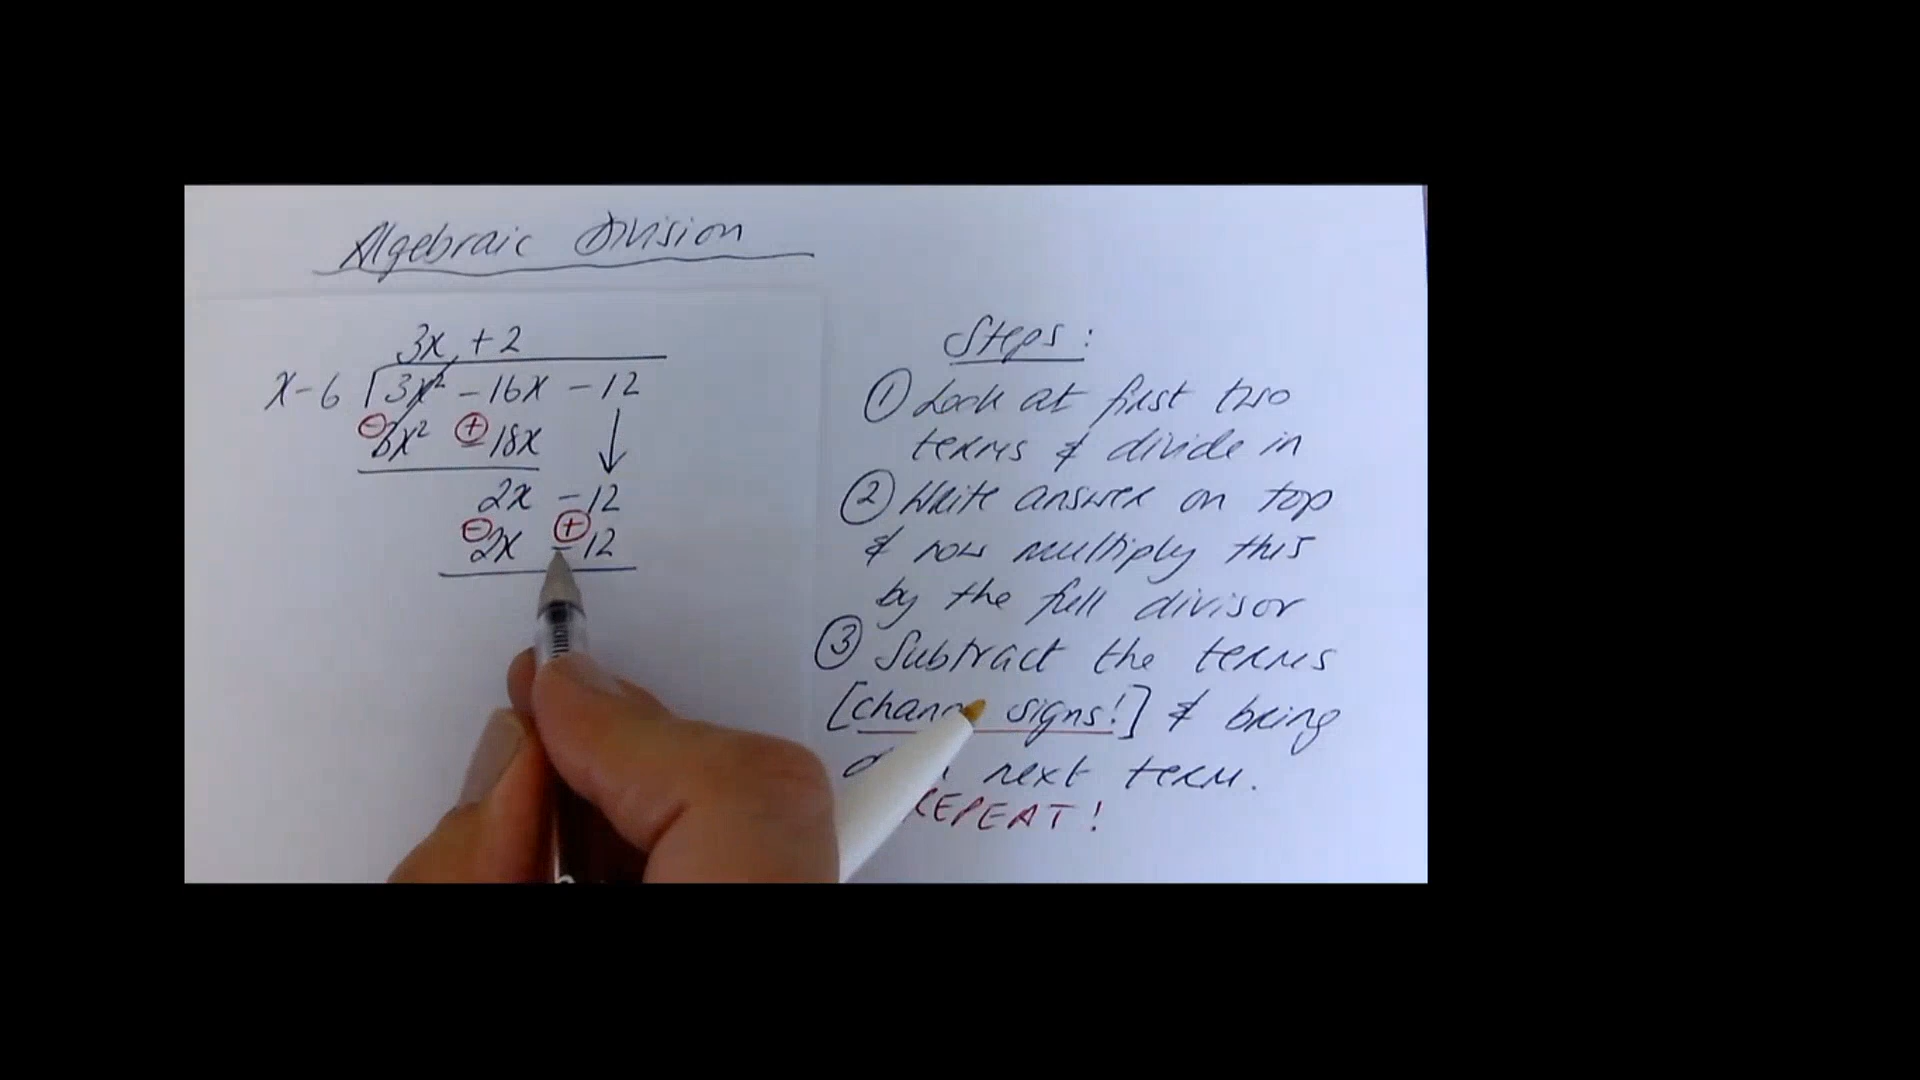 Algebraic Division
3x + 2
x - 6 3x² - 16x - 12
- 3x² + - 18x
2x - 12
- 2x + - 12
Steps:
① Look at first two
terms & divide in
② Write answer on top
& now multiply this
by the full divisor
③ Subtract the terms
[signs!] & bring
next term.
REPEAT!